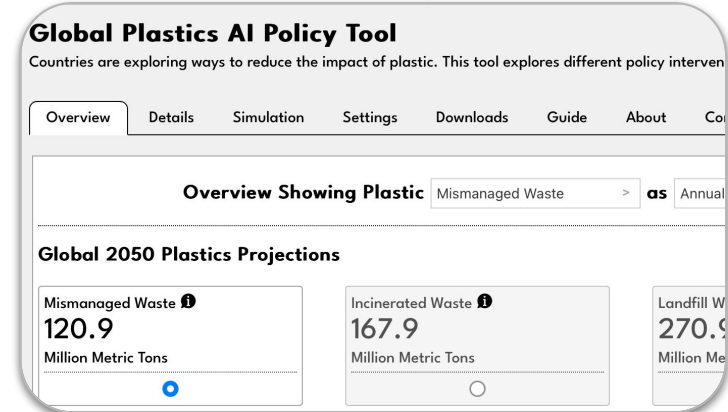 Global Plastics AI Policy Tool
Countries are exploring ways to reduce the impact of plastic. This tool explores different policy
Overview Details Simulation Settings Downloads Guide About
Overview Showing Plastic Mismanaged Waste > as Annual
Global 2050 Plastics Projections
Mismanaged Waste Incinerated Waste Landfill
120.9 167.9 270.9
Million Metric Tons Million Metric Tons Million